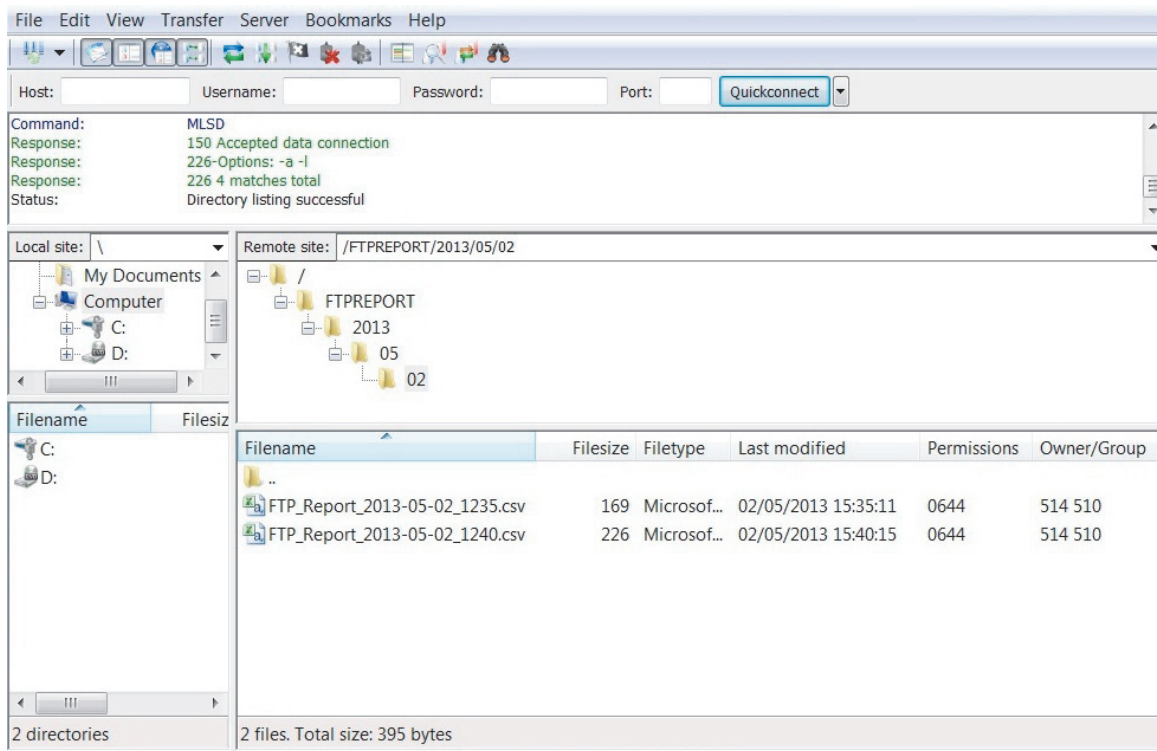 File Edit View Transfer Server Bookmarks Help
Host: Username: Password: Port: Quickconnect
Command: MLSD
Response: 150 Accepted data connection
Response: 226-Options: -a -l
Response: 226 4 matches total
Status: Directory listing successful
Local site: \
Remote site: /FTPREPORT/2013/05/02
My Documents
Computer
C:
D:
/
FTPREPORT
2013
05
02
Filename Filesiz
C:
D:
2 directories
Filename Filesize Filetype Last modified Permissions Owner/Group
..
FTP_Report_2013-05-02_1235.csv 169 Microsof... 02/05/2013 15:35:11 0644 514 510
FTP_Report_2013-05-02_1240.csv 226 Microsof... 02/05/2013 15:40:15 0644 514 510
2 files. Total size: 395 bytes